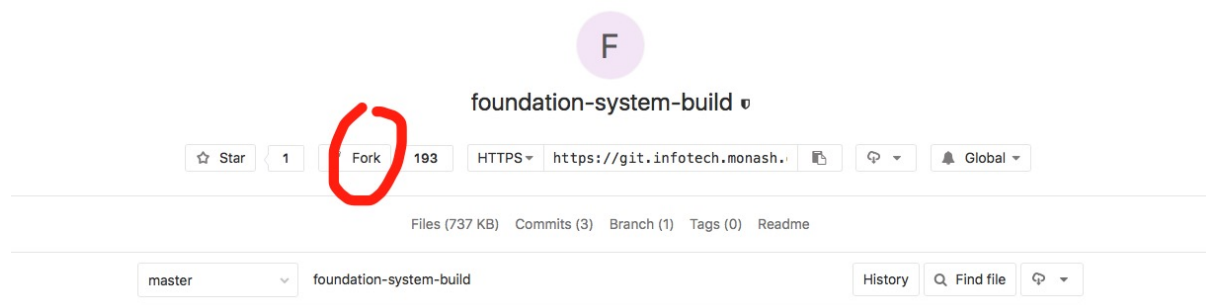 F
foundation-system-build
Star 1 Fork 193 HTTPS https://git.infotech.monash. Global
Files (737 KB) Commits (3) Branch (1) Tags (0) Readme
master foundation-system-build History Find file